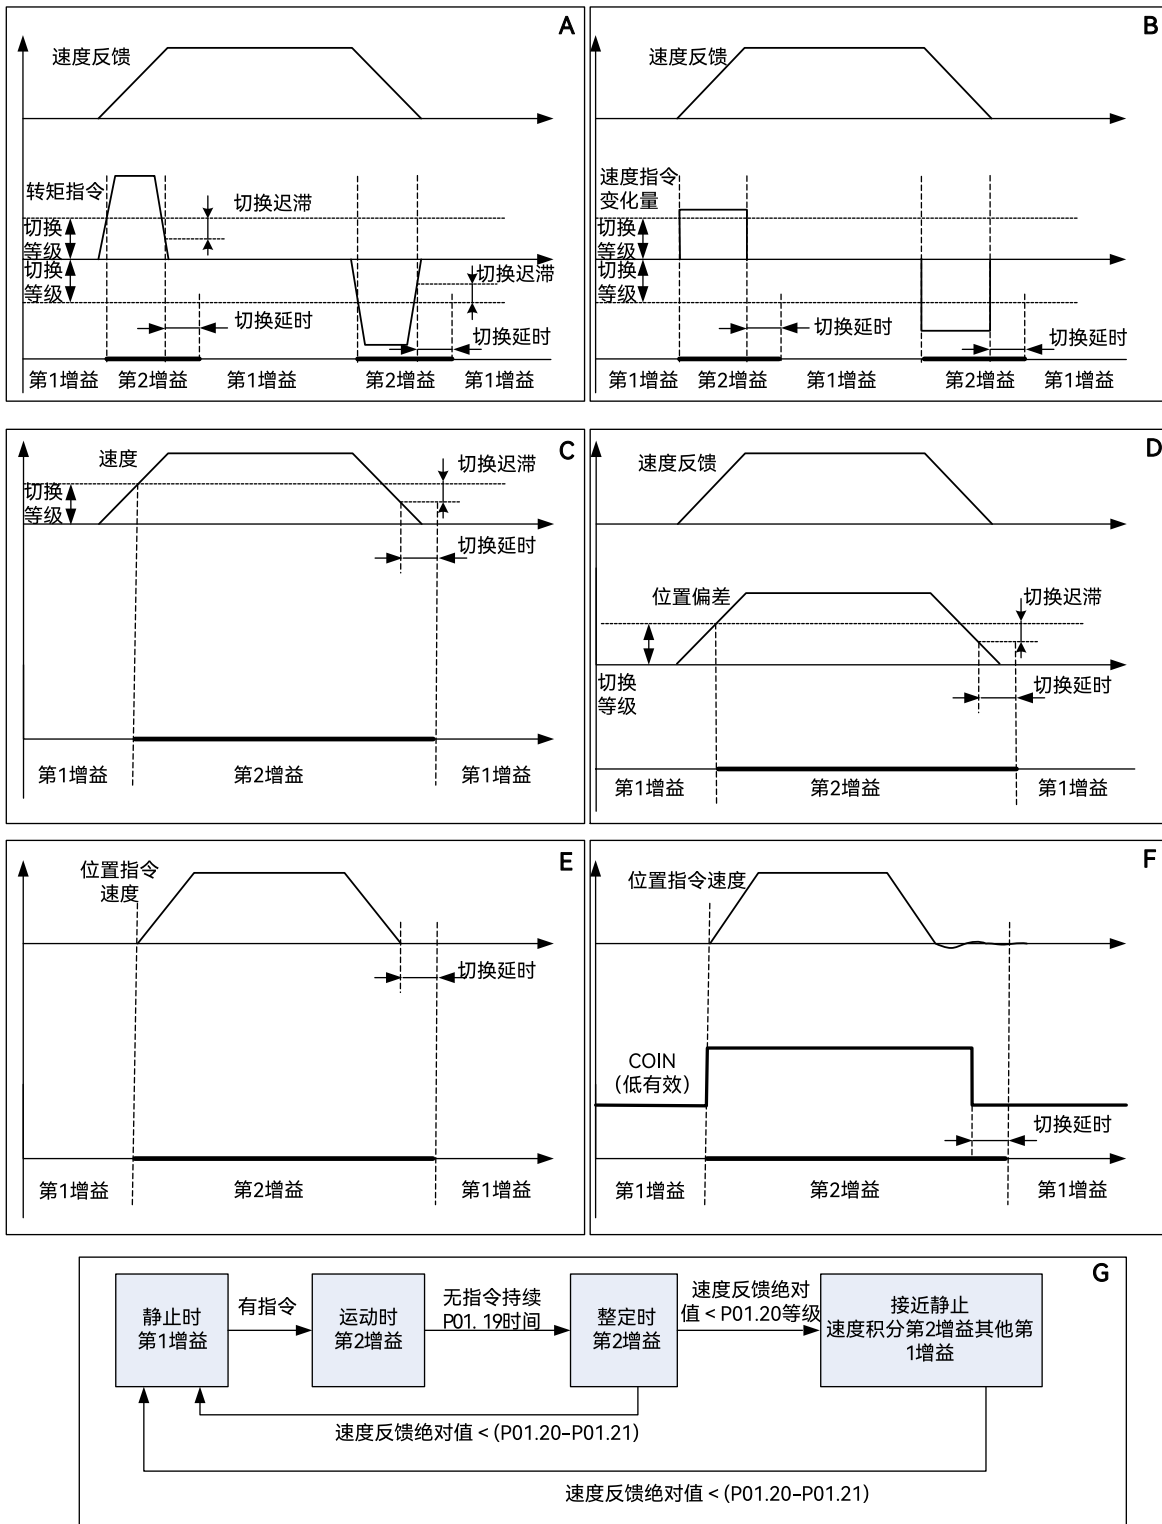 A
速度反馈
转矩指令
切换迟滞
切换
等级
切换
等级
切换迟滞
切换延时
切换延时
第1增益
第2增益
第1增益
第2增益
第1增益
B
速度反馈
速度指令
变化量
切换
等级
切换
等级
切换延时
切换延时
第1增益
第2增益
第1增益
第2增益
第1增益
C
速度
切换迟滞
切换
等级
切换延时
第1增益
第2增益
第1增益
D
速度反馈
位置偏差
切换迟滞
切换
等级
切换延时
第1增益
第2增益
第1增益
E
位置指令
速度
切换延时
第1增益
第2增益
第1增益
F
位置指令速度
COIN
(低有效)
切换延时
第1增益
第2增益
第1增益
G
静止时
第1增益
有指令
运动时
第2增益
无指令持续
P01. 19时间
整定时
第2增益
速度反馈绝对
值 < P01.20等级
接近静止
速度积分第2增益其他第
1增益
速度反馈绝对值 < (P01.20-P01.21)
速度反馈绝对值 < (P01.20-P01.21)